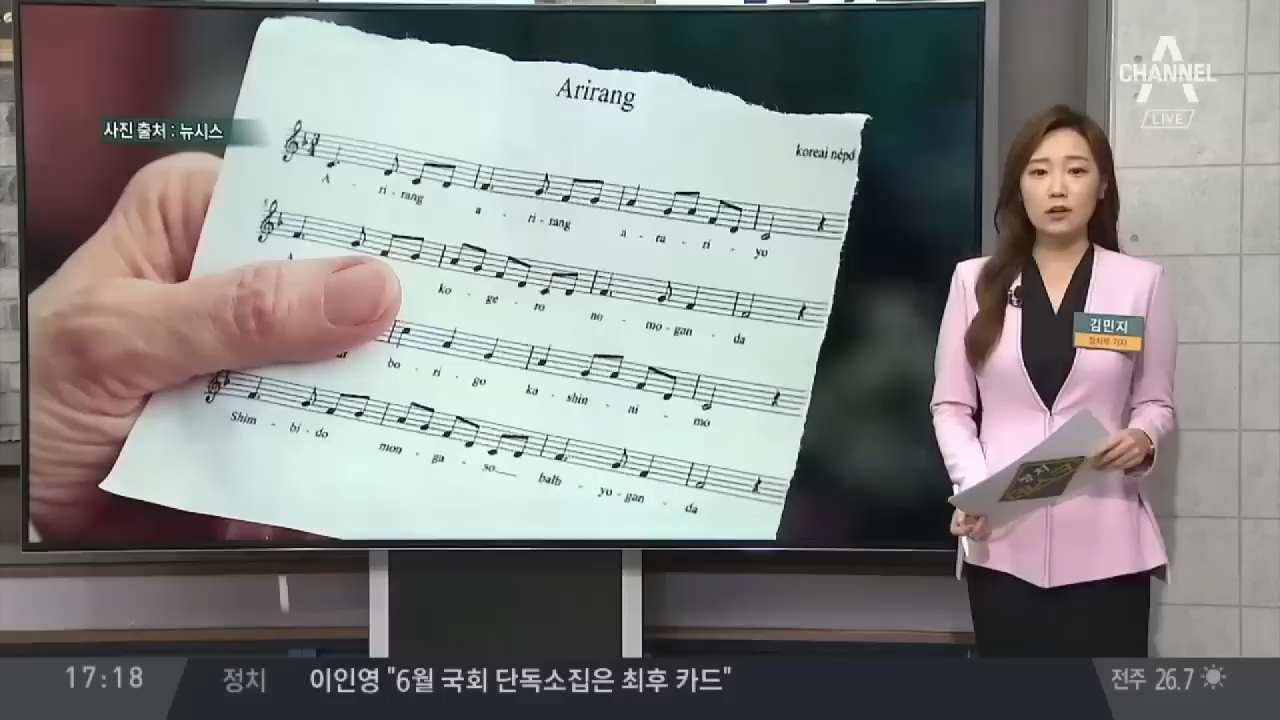 Arirang
koreai népd
사진 출처 : 뉴시스
A - ri - rang a - ri - rang a - ra - ri - yo
A
ko - ge - ro no - mo - gan - da
bo - ri - go ka - shin - ni - mo
Shim - bi - do mon - ga - so__ balb - yo - gan - da
CHANNEL A
LIVE
김민지
정치부 기자
정치
17:18 정치 이인영 "6월 국회 단독소집은 최후 카드" 전주 26.7